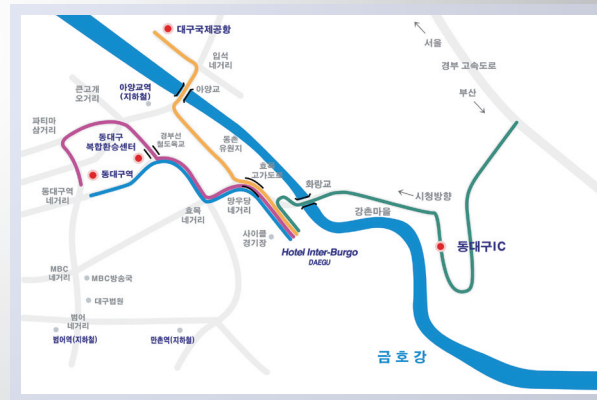 대구국제공항
서울
입석
네거리
경부 고속도로
큰고개
오거리
아양교역
(지하철)
아양교
부산
파티마
삼거리
동대구
복합환승센터
경부선
철도육교
동촌
유원지
효목
고가도로
동대구역
화랑교
시청방향
동대구역
네거리
효목
네거리
망우당
네거리
강촌마을
사이클
경기장
동대구IC
Hotel Inter-Burgo
DAEGU
MBC
네거리
MBC방송국
대구법원
범어
네거리
범어역(지하철)
만촌역(지하철)
금호강